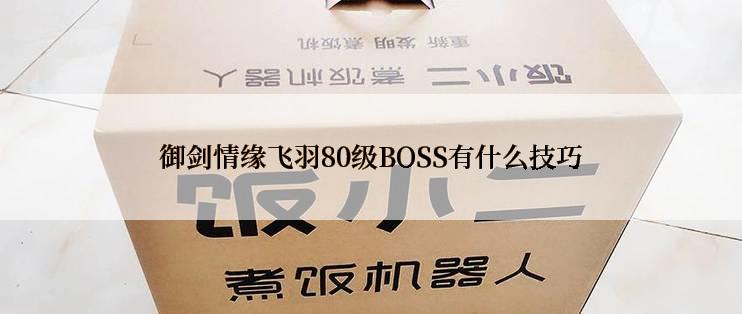 重新 发明 煮饭机
饭小二 煮饭机器人
御剑情缘飞羽80级BOSS有什么技巧
饭小二
煮饭机器人